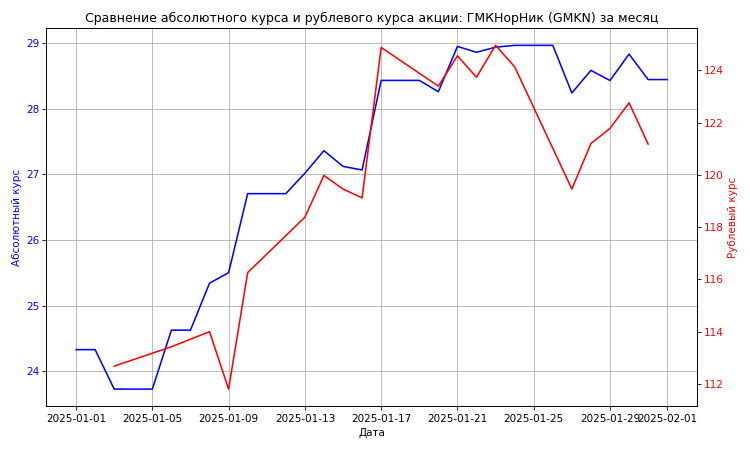 Сравнение абсолютного курса и рублевого курса акции: ГМКНорНик (GMKN) за месяц
29
28
27
26
25
24
Абсолютный курс
124
122
120
118
116
114
112
Рублевый курс
2025-01-01 2025-01-05 2025-01-09 2025-01-13 2025-01-17 2025-01-21 2025-01-25 2025-01-29 2025-02-01
Дата